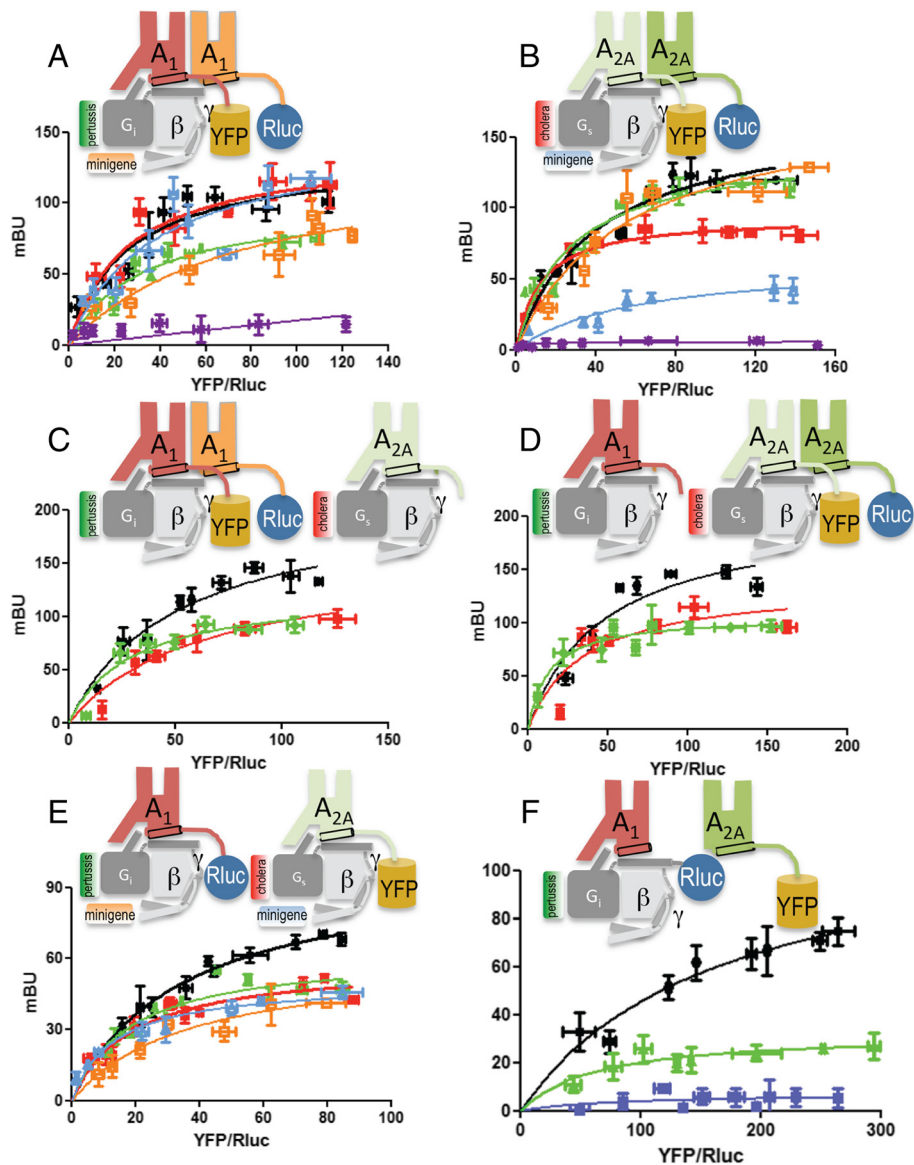 A
A1
A1
pertussis
Gi
β
γ
YFP
Rluc
minigene
mBU
150
100
50
0
0 20 40 60 80 100 120 140
YFP/Rluc
B
A2A
A2A
cholera
Gs
β
γ
YFP
Rluc
minigene
mBU
150
100
50
0
0 40 80 120 160
YFP/Rluc
C
A1
A1
A2A
pertussis
Gi
β
γ
YFP
Rluc
cholera
Gs
β
γ
mBU
200
150
100
50
0
0 50 100 150
YFP/Rluc
D
A1
A2A
A2A
pertussis
Gi
β
γ
cholera
Gs
β
γ
YFP
Rluc
mBU
200
150
100
50
0
0 50 100 150 200
YFP/Rluc
E
A1
A2A
pertussis
Gi
β
γ
Rluc
minigene
cholera
Gs
β
γ
YFP
minigene
mBU
90
60
30
0
0 20 40 60 80 100
YFP/Rluc
F
A1
A2A
pertussis
Gi
β
Rluc
γ
YFP
mBU
100
80
60
40
20
0
0 100 200 300
YFP/Rluc